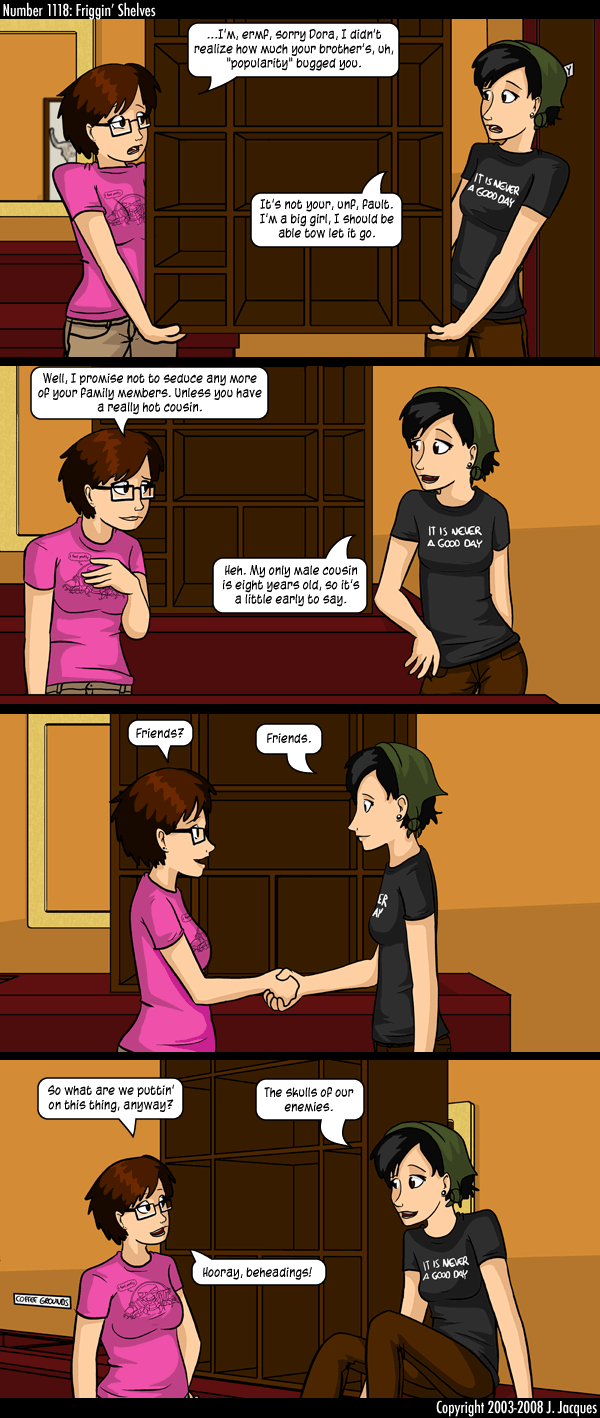 Number 1118: Friggin' Shelves
...I'm, ermf, sorry Dora, I didn't
realize how much your brother's, uh,
"popularity" bugged you.
Y
IT IS NEVER
A GOOD DAY
It's not your, unf, fault.
I'm a big girl, I should be
able tow let it go.
Well, I promise not to seduce any more
of your family members. Unless you have
a really hot cousin.
IT IS NEVER
A GOOD DAY
Heh. My only male cousin
is eight years old, so it's
a little early to say.
Friends?
Friends.
ER
AY
So what are we puttin'
on this thing, anyway?
The skulls of our
enemies.
Hooray, beheadings!
IT IS NEVER
A GOOD DAY
COFFEE GROUNDS
Copyright 2003-2008 J. Jacques